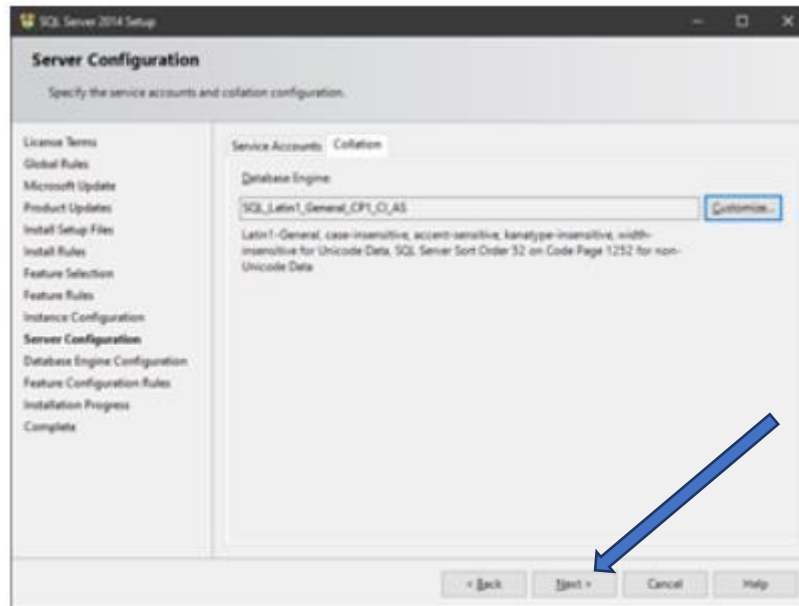 SQL Server 2014 Setup
Server Configuration
Specify the service accounts and collation configuration.
License Terms
Global Rules
Microsoft Update
Product Updates
Install Setup Files
Install Rules
Feature Selection
Feature Rules
Instance Configuration
Server Configuration
Database Engine Configuration
Feature Configuration Rules
Installation Progress
Complete
Service Accounts Collation
Database Engine:
SQL_Latin1_General_CP1_CI_AS Customize...
Latin1-General, case-insensitive, accent-sensitive, kanatype-insensitive, width-
insensitive for Unicode Data, SQL Server Sort Order 52 on Code Page 1252 for non-
Unicode Data
< Back Next > Cancel Help